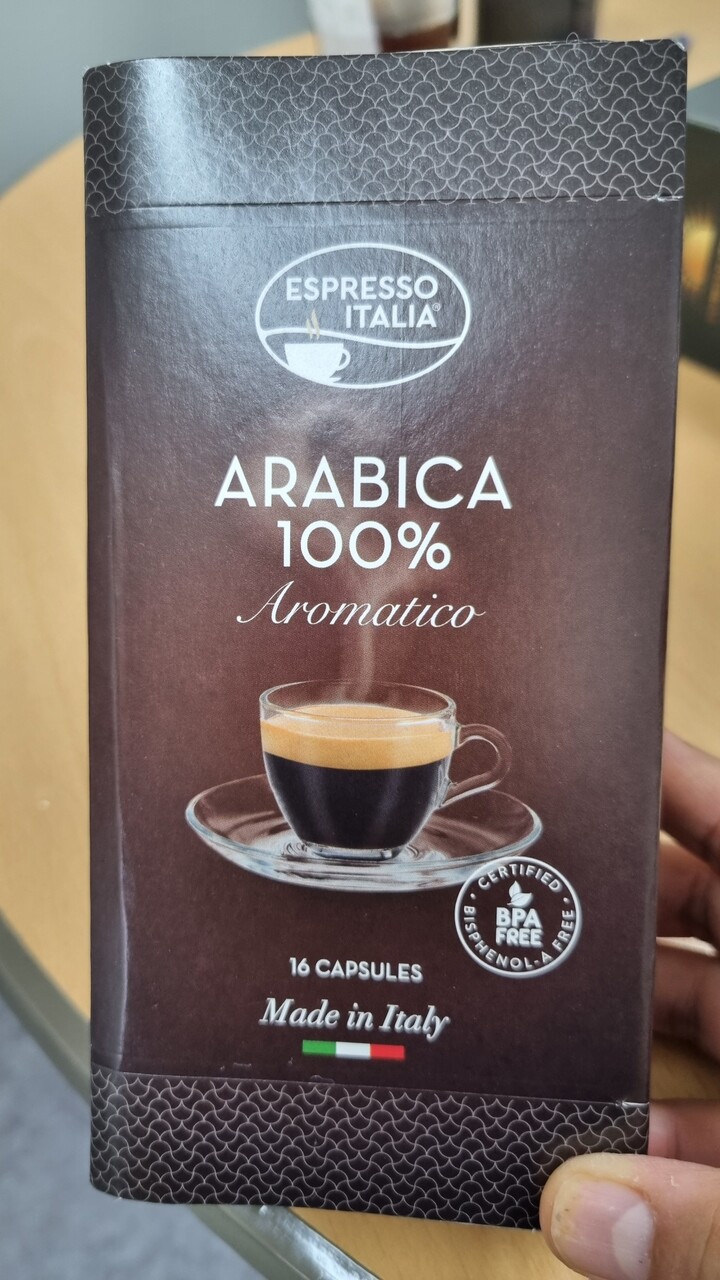 ESPRESSO
ITALIA®
ARABICA
100%
Aromatico
CERTIFIED
BPA
FREE
BISPHENOL-A FREE
16 CAPSULES
Made in Italy